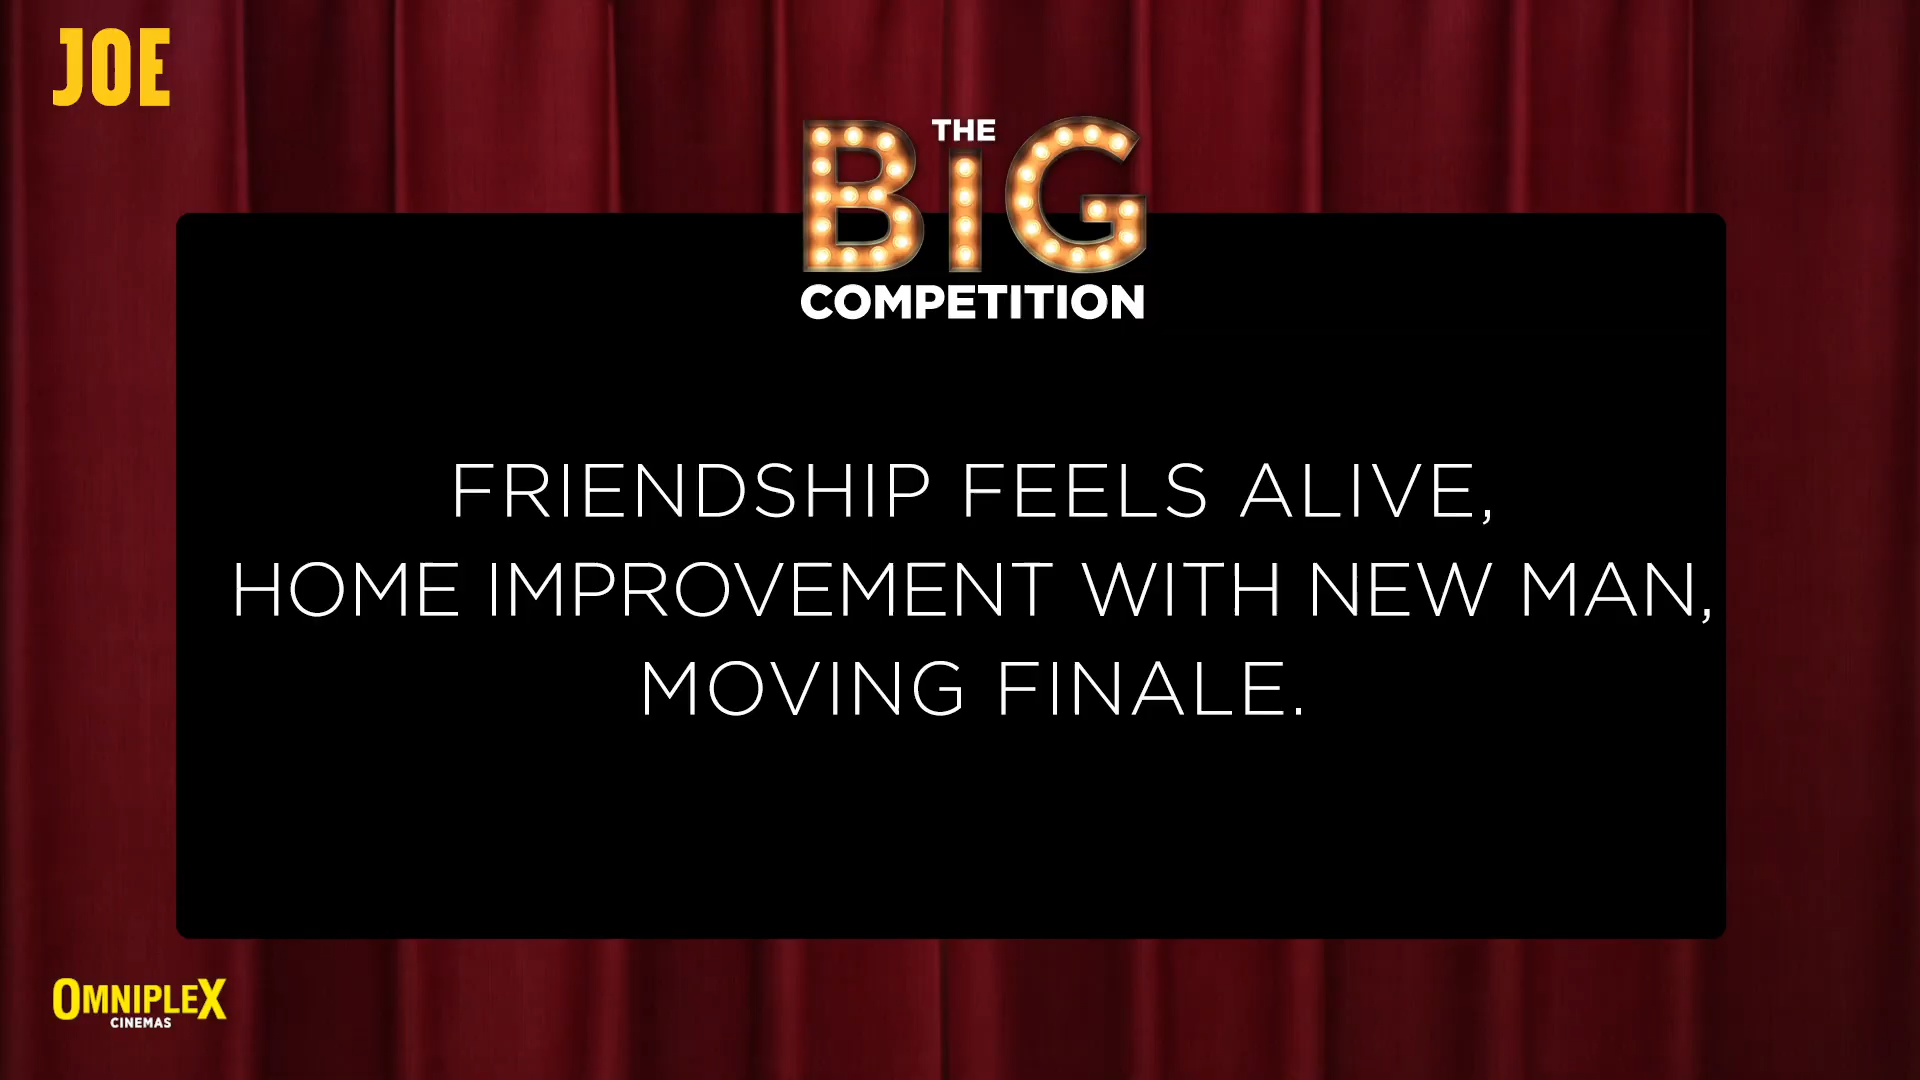 JOE
THE
BIG
COMPETITION
FRIENDSHIP FEELS ALIVE,
HOME IMPROVEMENT WITH NEW MAN,
MOVING FINALE.
OMNIPLEX
CINEMAS